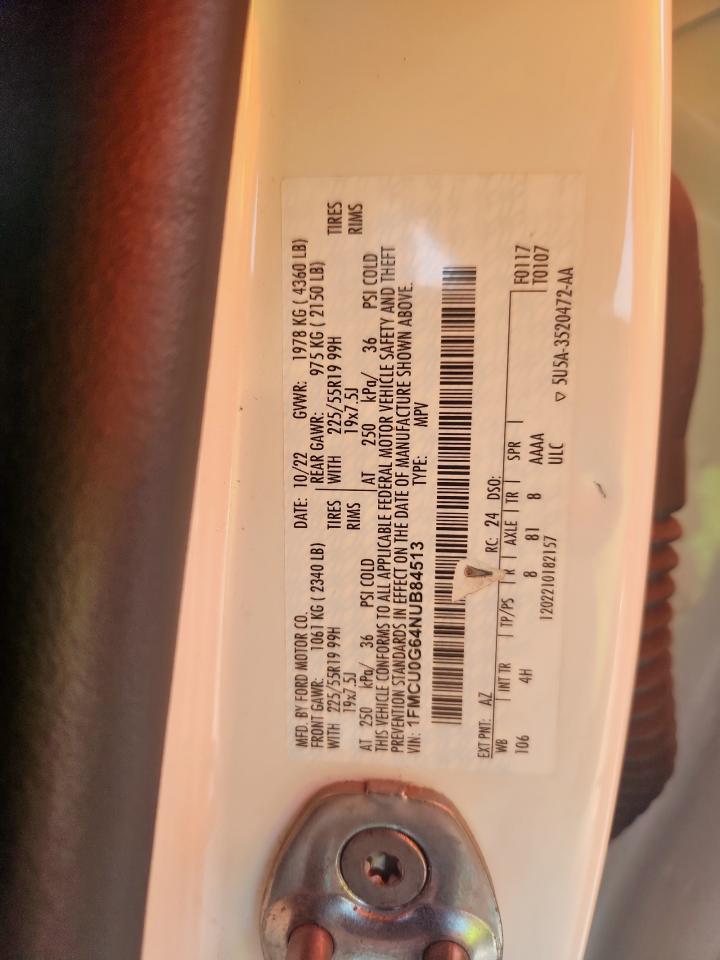 MFD. BY FORD MOTOR CO.
DATE: 10/22 GVWR: 1978 KG ( 4360 LB)
FRONT GAWR: 1061 KG ( 2340 LB)
REAR GAWR: 975 KG ( 2150 LB)
WITH 225/55R19 99H TIRES
WITH 225/55R19 99H TIRES
19x7.5J RIMS
19x7.5J RIMS
AT 250 kPa/ 36 PSI COLD
AT 250 kPa/ 36 PSI COLD
THIS VEHICLE CONFORMS TO ALL APPLICABLE FEDERAL MOTOR VEHICLE SAFETY AND THEFT
PREVENTION STANDARDS IN EFFECT ON THE DATE OF MANUFACTURE SHOWN ABOVE.
VIN: 1FMCU0G64NUB84513 TYPE: MPV
EXT PNT: AZ RC: 24 DSO:
WB INT TR TP/PS R AXLE TR SPR F0117
106 4H 8 81 8 AAAA T0107
1202210182157 ULC
5U5A-3520472-AA